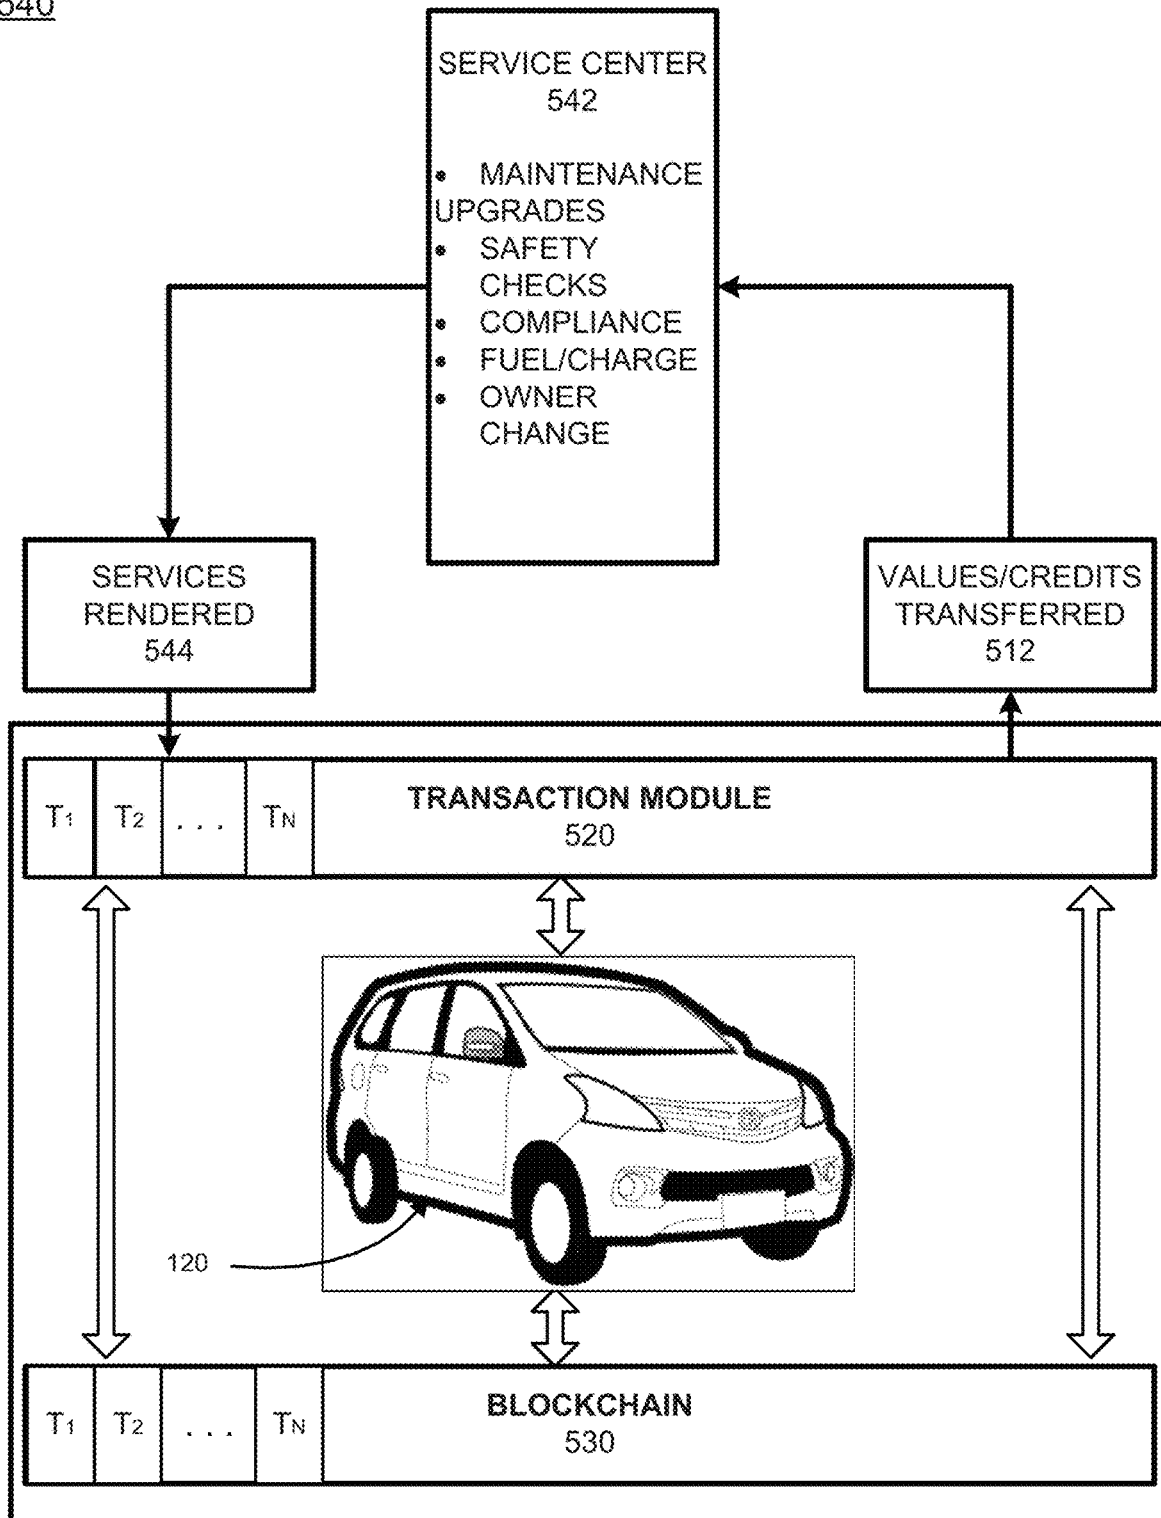 540
SERVICE CENTER
542
• MAINTENANCE
UPGRADES
• SAFETY
CHECKS
• COMPLIANCE
• FUEL/CHARGE
• OWNER
CHANGE
SERVICES
RENDERED
544
VALUES/CREDITS
TRANSFERRED
512
T1 T2 . . . TN
TRANSACTION MODULE
520
120
T1 T2 . . . TN
BLOCKCHAIN
530